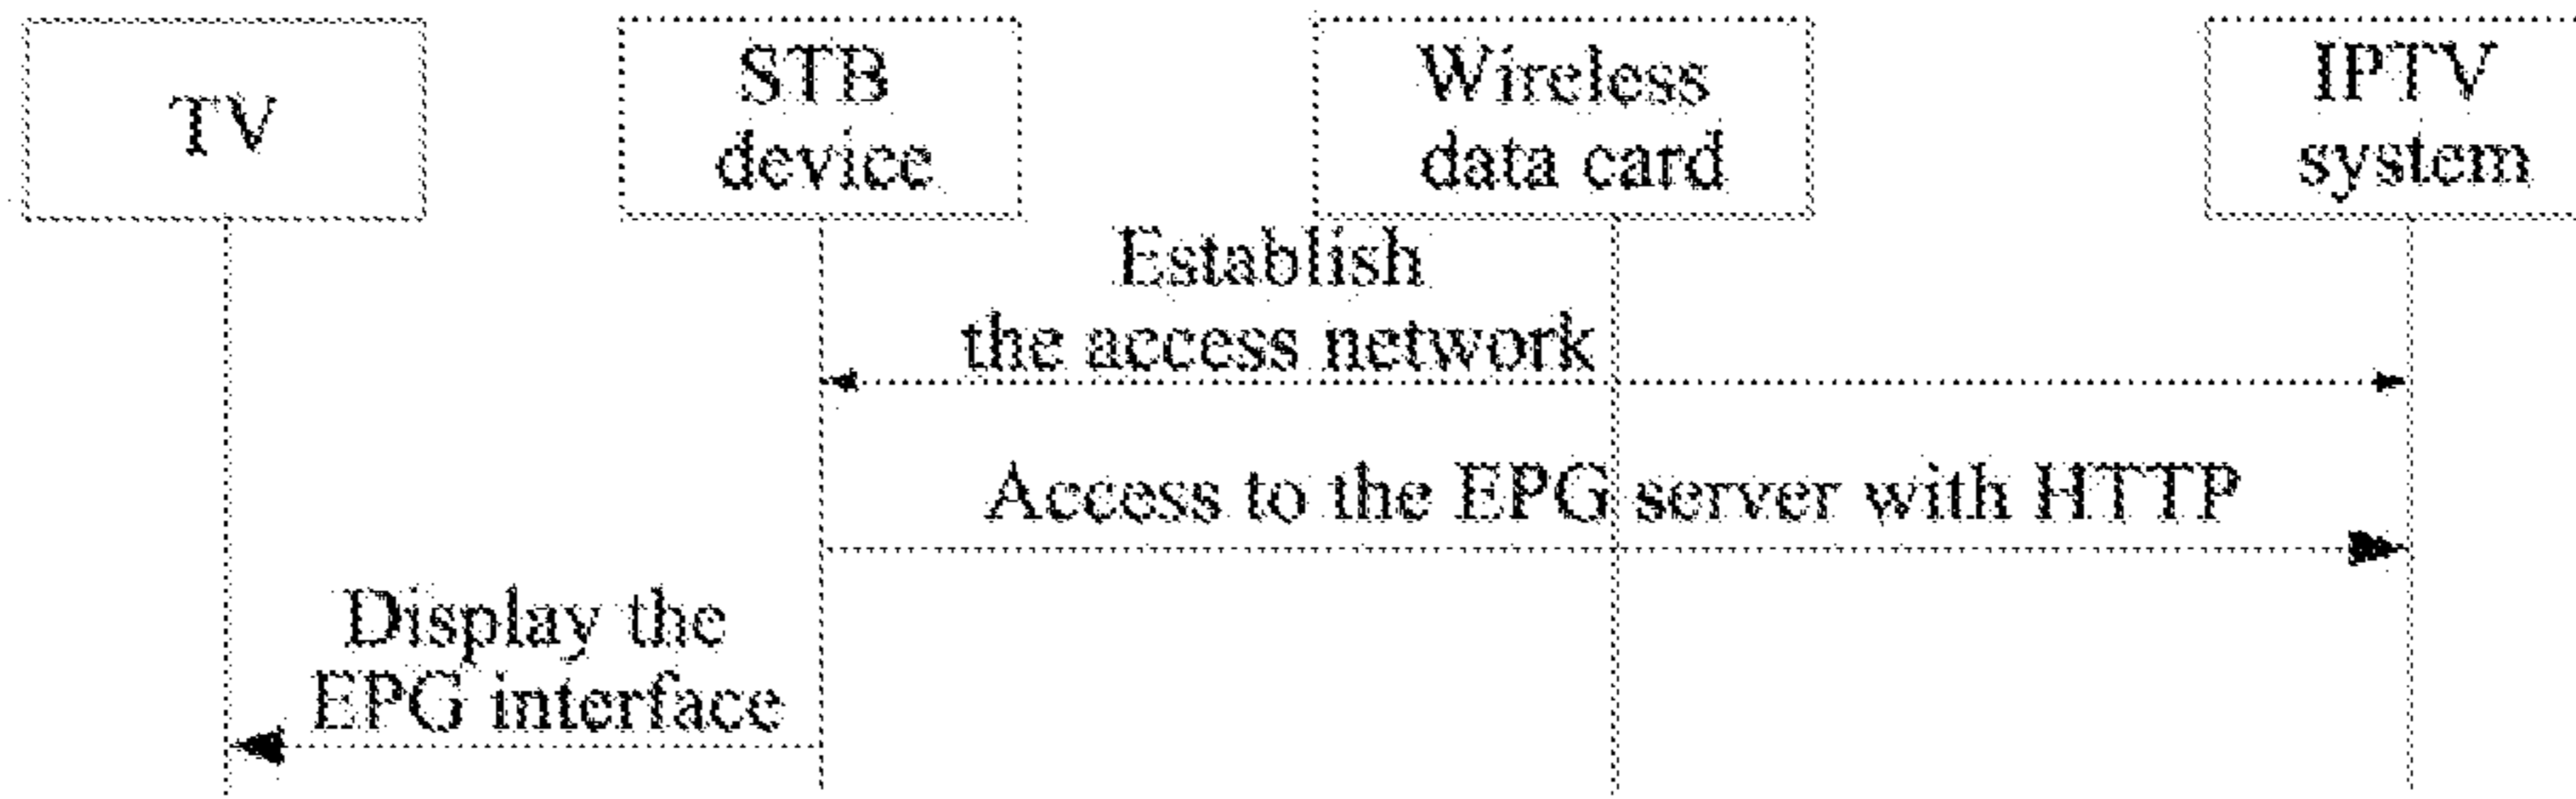 TV
STB
device
Wireless
data card
IPTV
system
Establish
the access network
Access to the EPG server with HTTP
Display the
EPG interface